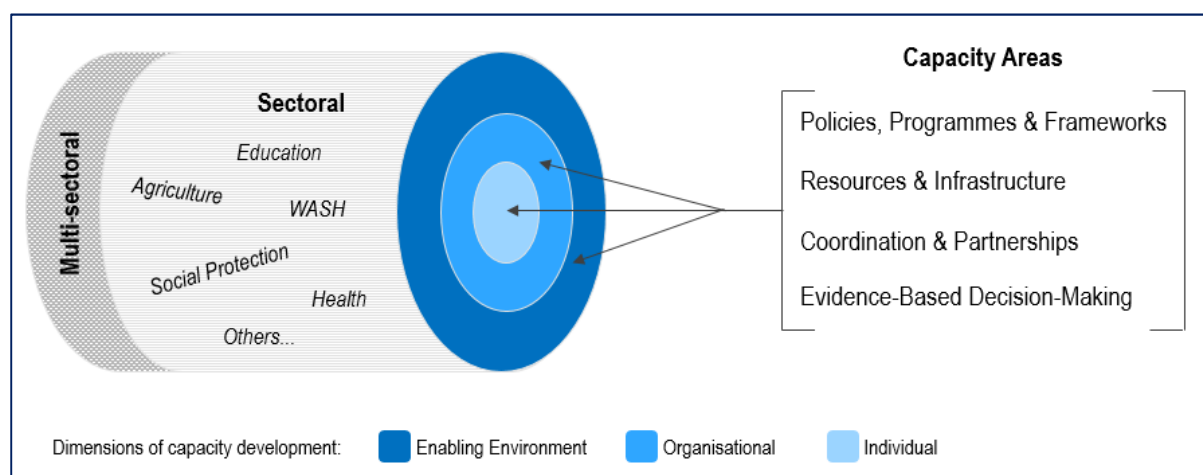 Capacity Areas
Multi-sectoral
Sectoral
Education
Agriculture
WASH
Social Protection
Health
Others...
Policies, Programmes & Frameworks
Resources & Infrastructure
Coordination & Partnerships
Evidence-Based Decision-Making
Dimensions of capacity development: Enabling Environment Organisational Individual